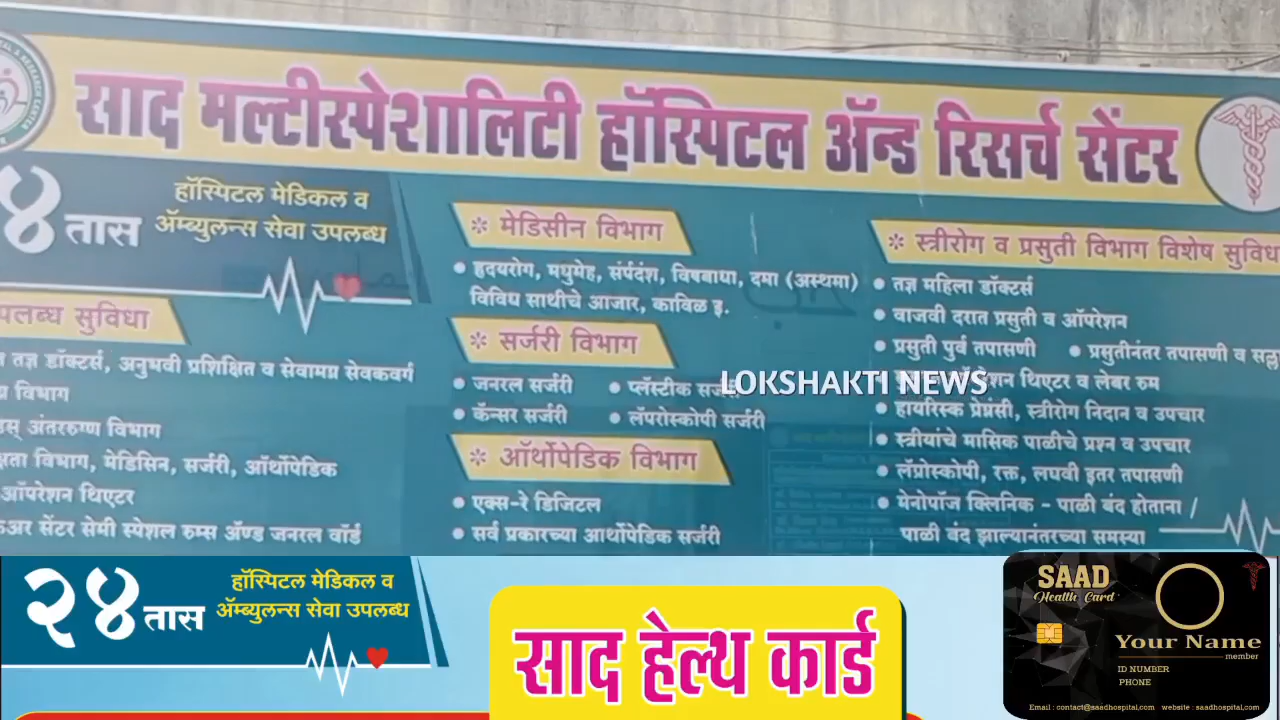 साद मल्टीस्पेशालिटी हॉस्पिटल ॲन्ड रिसर्च सेंटर
४ तास
हॉस्पिटल मेडिकल व
ॲम्ब्युलन्स सेवा उपलब्ध
सुविधा
तज्ञ डॉक्टर्स, अनुभवी प्रशिक्षित व सेवामग्न सेवकवर्ग
विभाग
अंतररुग्ण विभाग
विभाग, मेडिसिन, सर्जरी, ऑर्थोपेडिक
ऑपरेशन थिएटर
सेंटर सेमी स्पेशल रुम्स ॲण्ड जनरल वॉर्ड
❊ मेडिसीन विभाग
• हृदयरोग, मधुमेह, संर्पदंश, विषबाधा, दमा (अस्थमा)
विविध साथीचे आजार, काविळ इ.
❊ सर्जरी विभाग
• जनरल सर्जरी • प्लॅस्टीक
• कॅन्सर सर्जरी • लॅपरोस्कोपी सर्जरी
❊ ऑर्थोपेडिक विभाग
• एक्स-रे डिजिटल
• सर्व प्रकारच्या आर्थोपेडिक सर्जरी
❊ स्त्रीरोग व प्रसुती विभाग विशेष
• तज्ञ महिला डॉक्टर्स
• वाजवी दरात प्रसुती व ऑपरेशन
• प्रसुती पुर्व तपासणी • प्रसुतीनंतर तपासणी व
थिएटर व लेबर रुम
• हायरिस्क प्रेग्नंसी, स्त्रीरोग निदान व उपचार
• स्त्रीयांचे मासिक पाळीचे प्रश्न व उपचार
• लॅप्रोस्कोपी, रक्त, लघवी इतर तपासणी
• मेनोपॉज क्लिनिक - पाळी बंद होताना /
पाळी बंद झाल्यानंतरच्या समस्या
LOKSHAKTI NEWS
२४ तास
हॉस्पिटल मेडिकल व
ॲम्ब्युलन्स सेवा उपलब्ध
साद हेल्थ कार्ड
SAAD
Health Card
Your Name
member
ID NUMBER
PHONE
Email : contact@saadhospital.com website : saadhospital.com